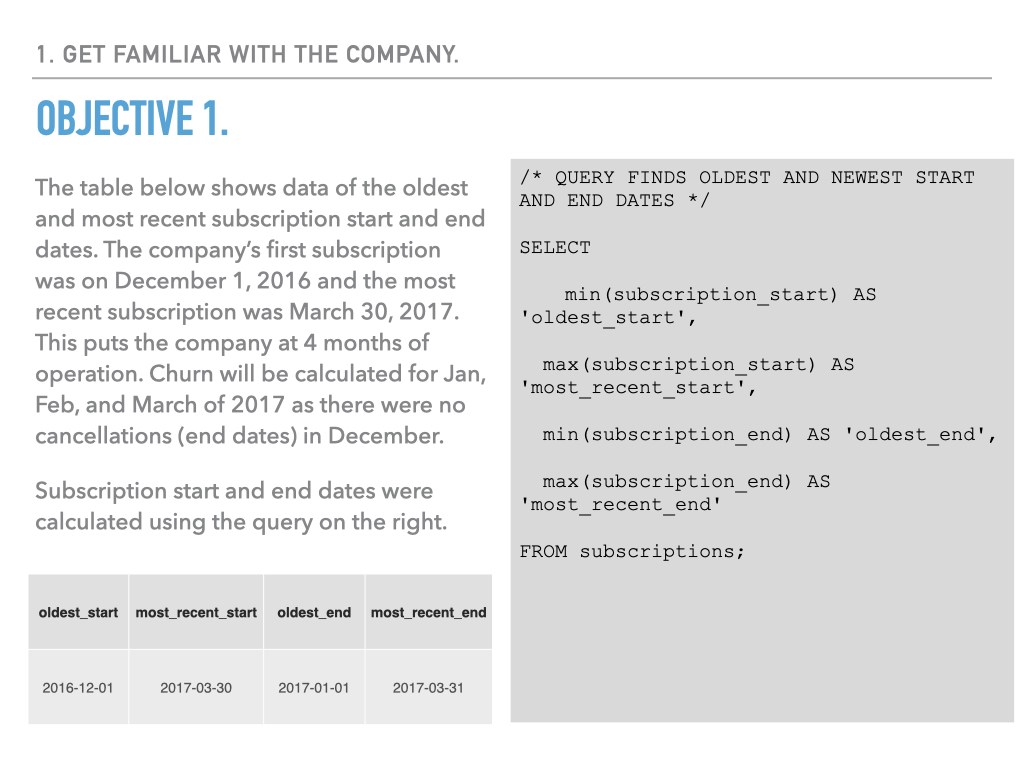 1. GET FAMILIAR WITH THE COMPANY.
OBJECTIVE 1.
The table below shows data of the oldest
and most recent subscription start and end
dates. The company’s first subscription
was on December 1, 2016 and the most
recent subscription was March 30, 2017.
This puts the company at 4 months of
operation. Churn will be calculated for Jan,
Feb, and March of 2017 as there were no
cancellations (end dates) in December.
Subscription start and end dates were
calculated using the query on the right.
oldest_start most_recent_start oldest_end most_recent_end
2016-12-01 2017-03-30 2017-01-01 2017-03-31
/* QUERY FINDS OLDEST AND NEWEST START
AND END DATES */
SELECT
min(subscription_start) AS
'oldest_start',
max(subscription_start) AS
'most_recent_start',
min(subscription_end) AS 'oldest_end',
max(subscription_end) AS
'most_recent_end'
FROM subscriptions;